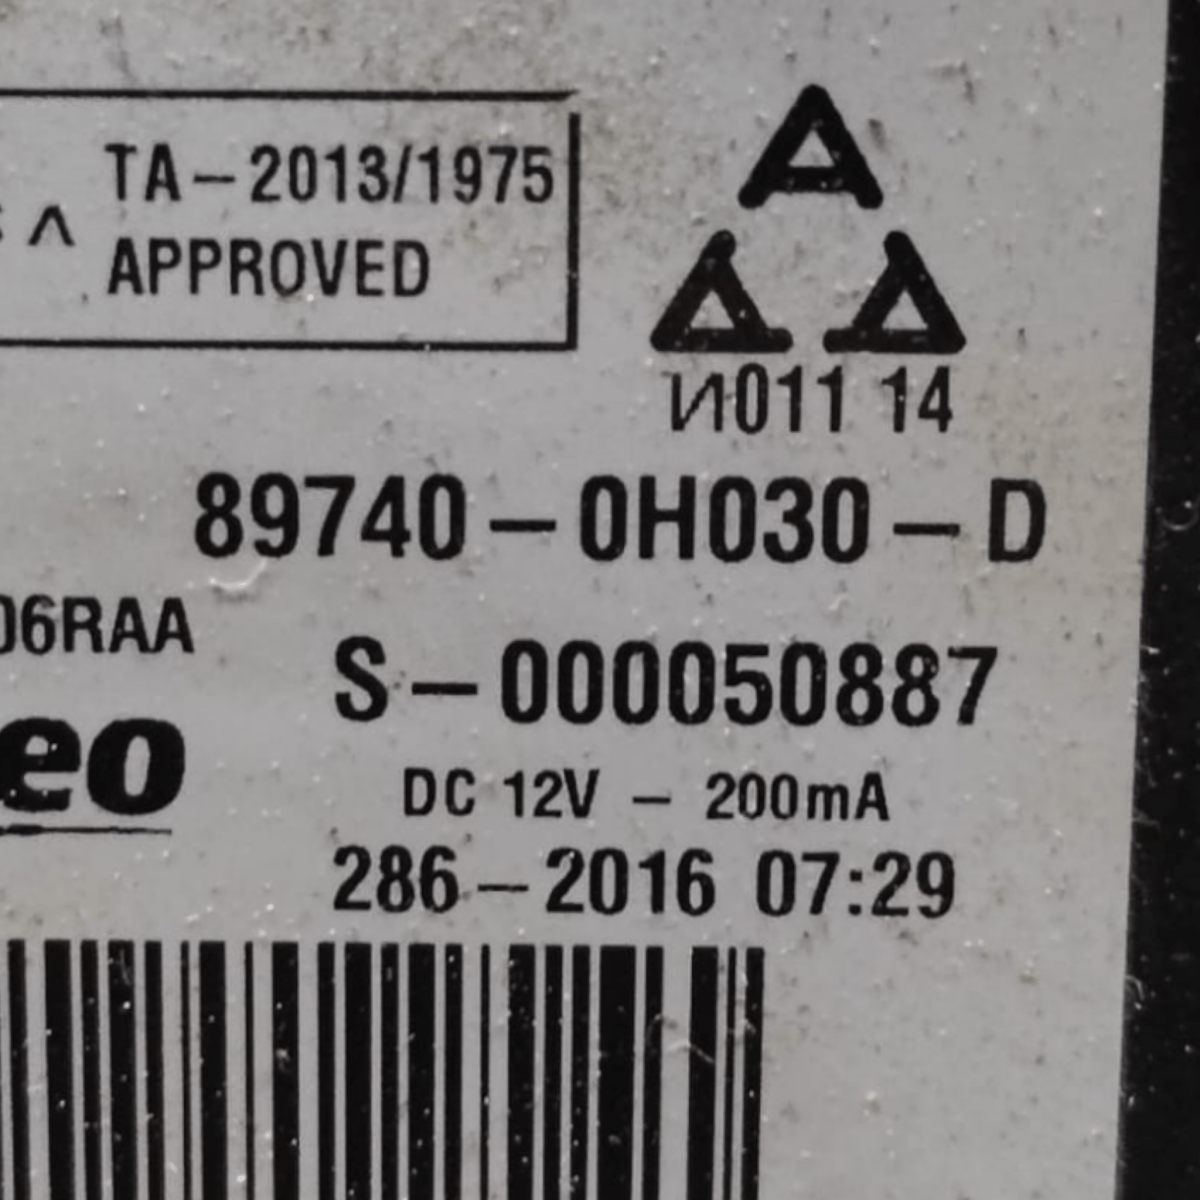 TA-2013/1975
APPROVED
И011 14
89740-0H030-D
06RAA
S-000050887
eo
DC 12V - 200mA
286-2016 07:29